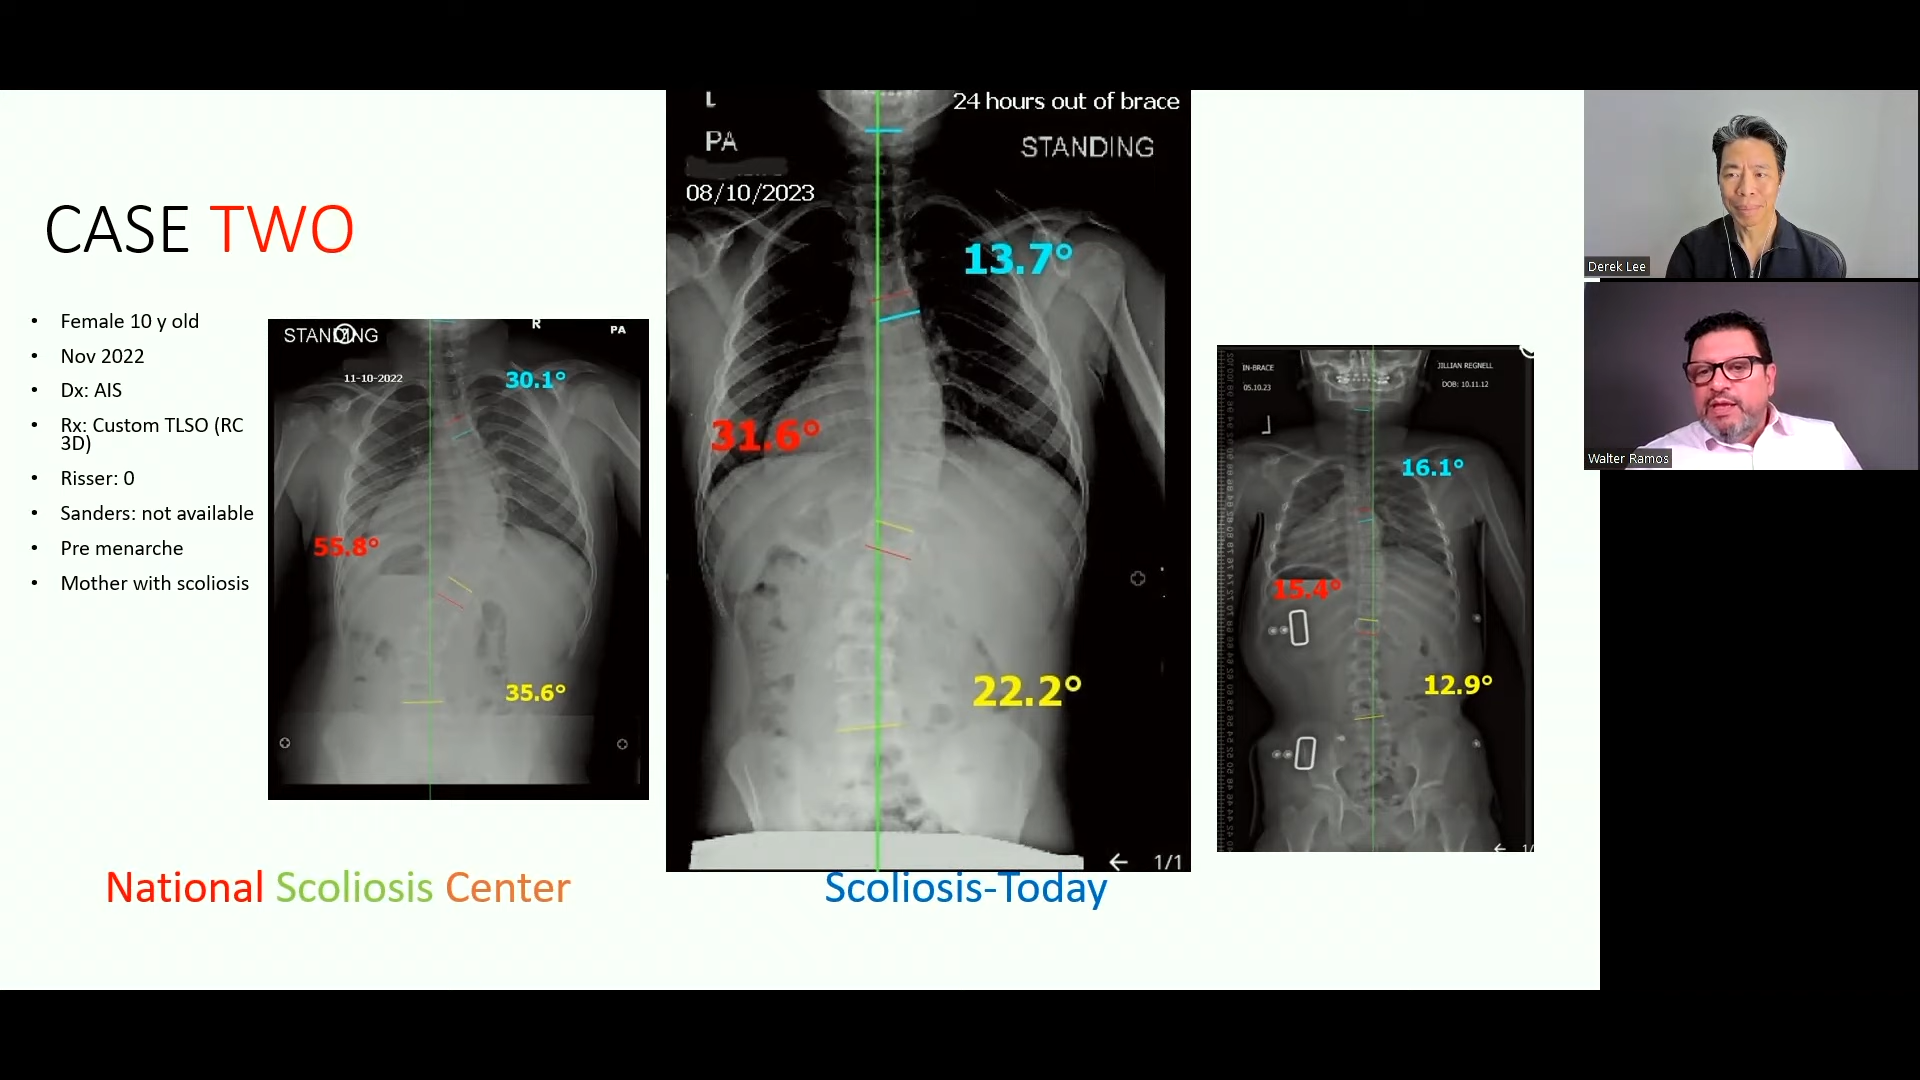 CASE TWO
Female 10 y old
Nov 2022
Dx: AIS
Rx: Custom TLSO (RC
3D)
Risser: 0
Sanders: not available
Pre menarche
Mother with scoliosis
STANDING
R
PA
11-10-2022
30.1°
55.8°
35.6°
L
24 hours out of brace
PA
STANDING
08/10/2023
13.7°
31.6°
22.2°
← 1/1
IN-BRACE
JILLIAN REGNELL
05.10.23
DOB: 10.11.12
L
16.1°
15.4°
12.9°
← 1/
National Scoliosis Center
Scoliosis-Today
Derek Lee
Walter Ramos